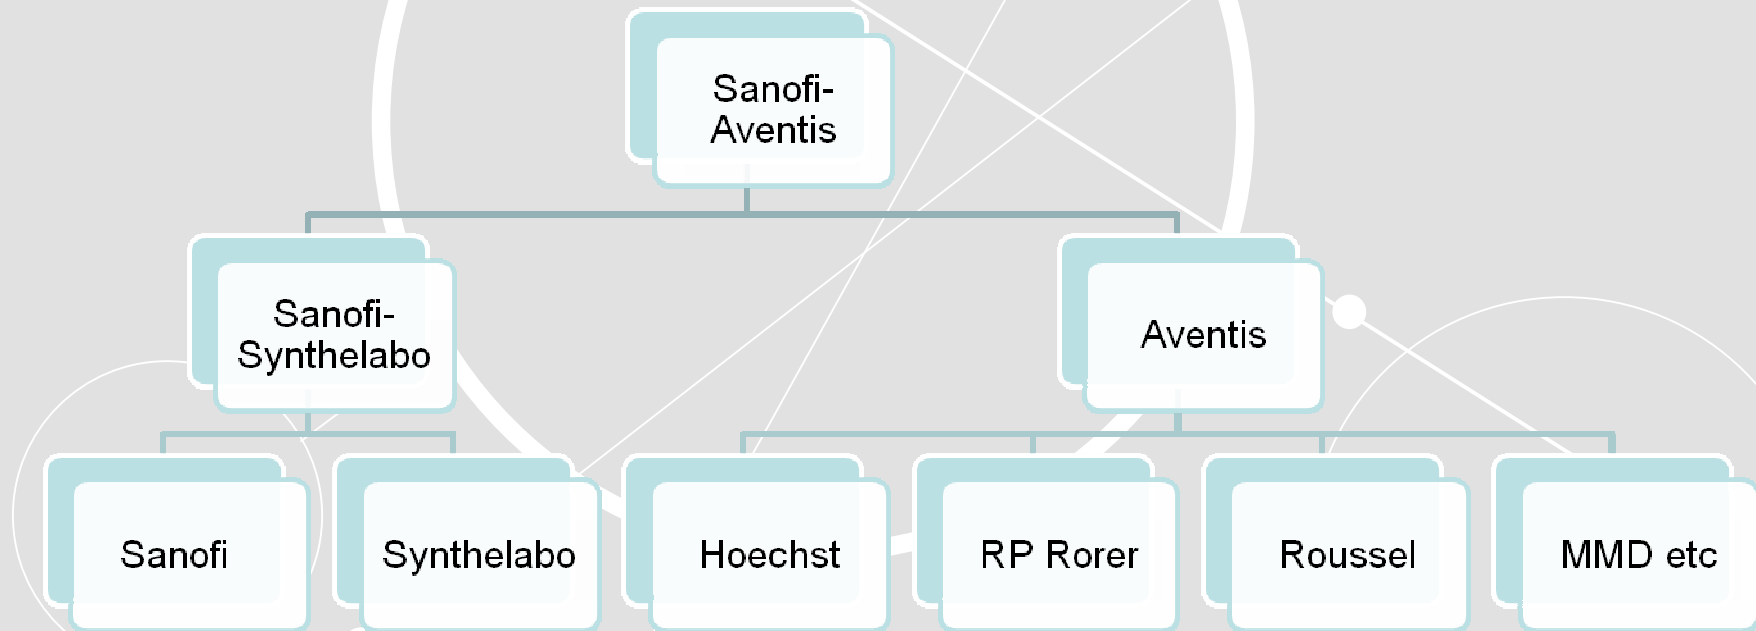 Sanofi-
Aventis
Sanofi-
Synthelabo
Aventis
Sanofi
Synthelabo
Hoechst
RP Rorer
Roussel
MMD etc